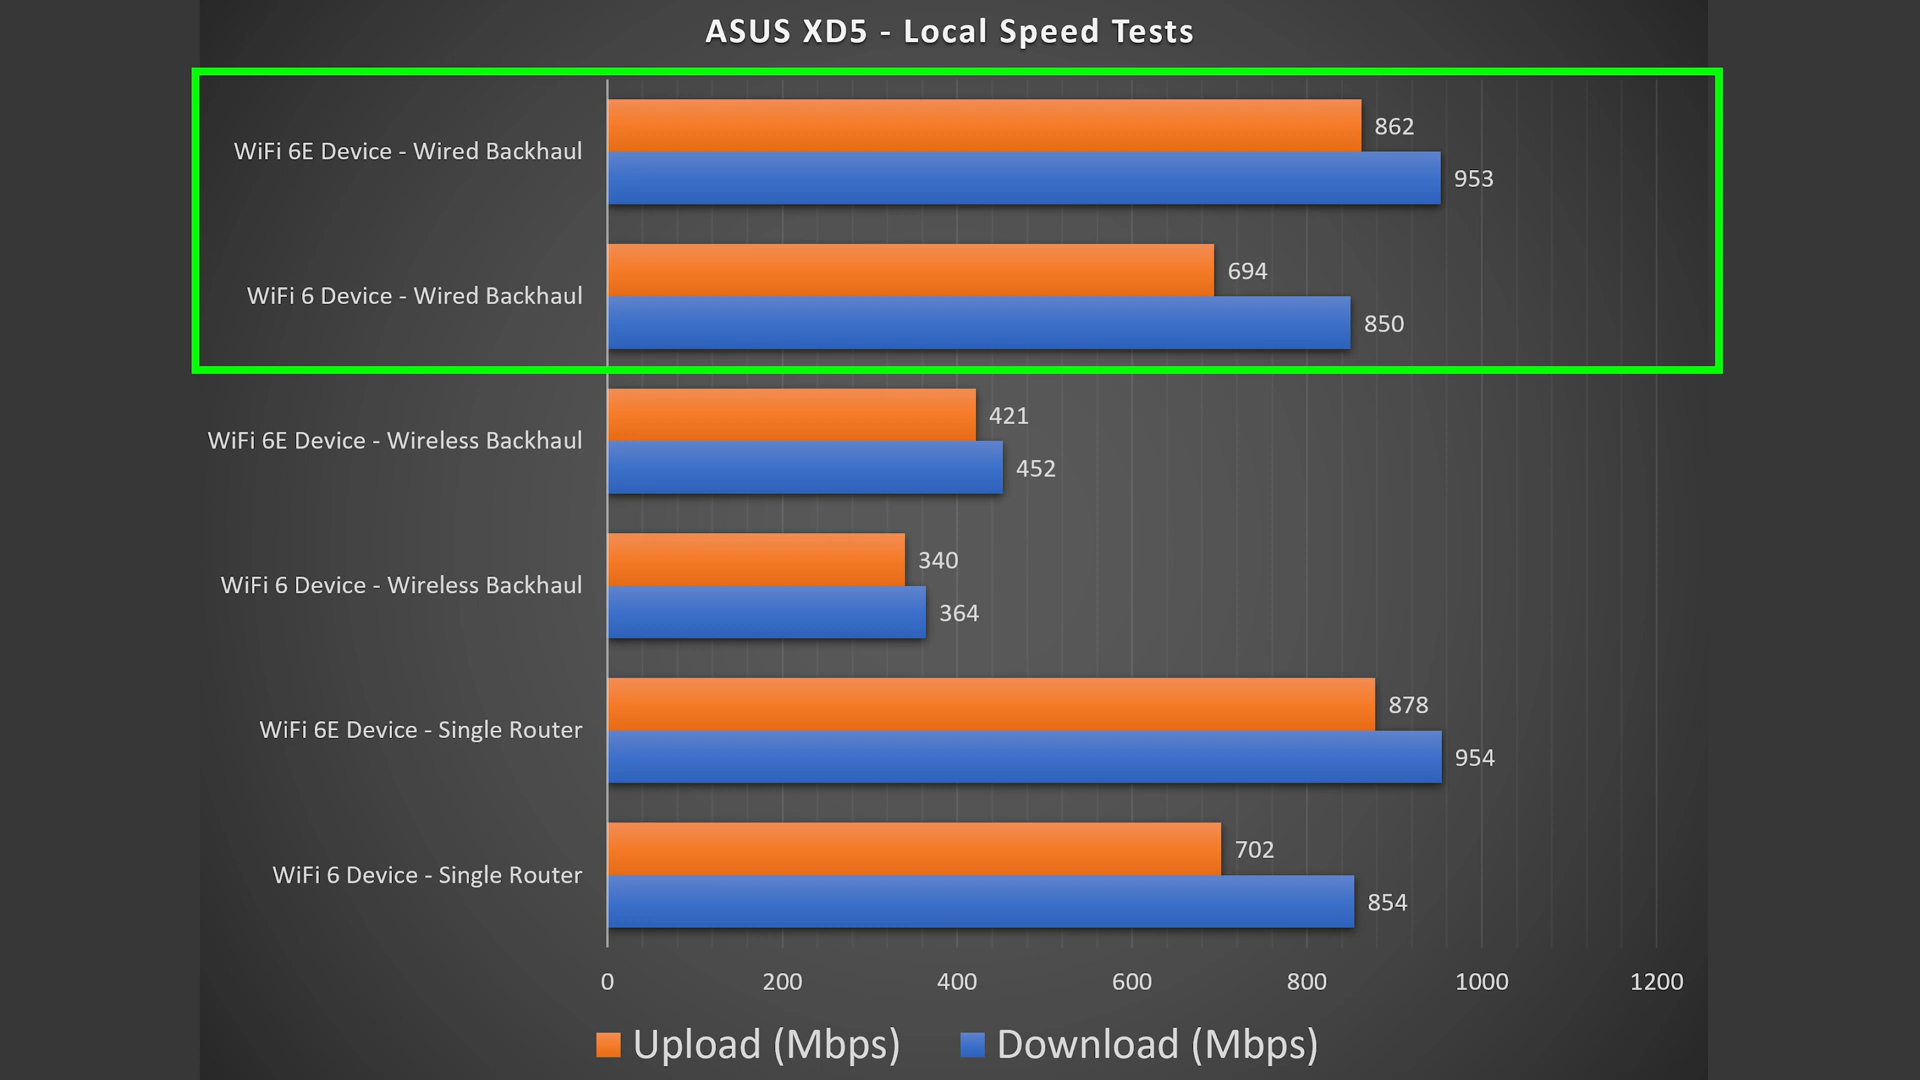 ASUS XD5 - Local Speed Tests
WiFi 6E Device - Wired Backhaul
862
953
WiFi 6 Device - Wired Backhaul
694
850
WiFi 6E Device - Wireless Backhaul
421
452
WiFi 6 Device - Wireless Backhaul
340
364
WiFi 6E Device - Single Router
878
954
WiFi 6 Device - Single Router
702
854
0 200 400 600 800 1000 1200
Upload (Mbps) Download (Mbps)